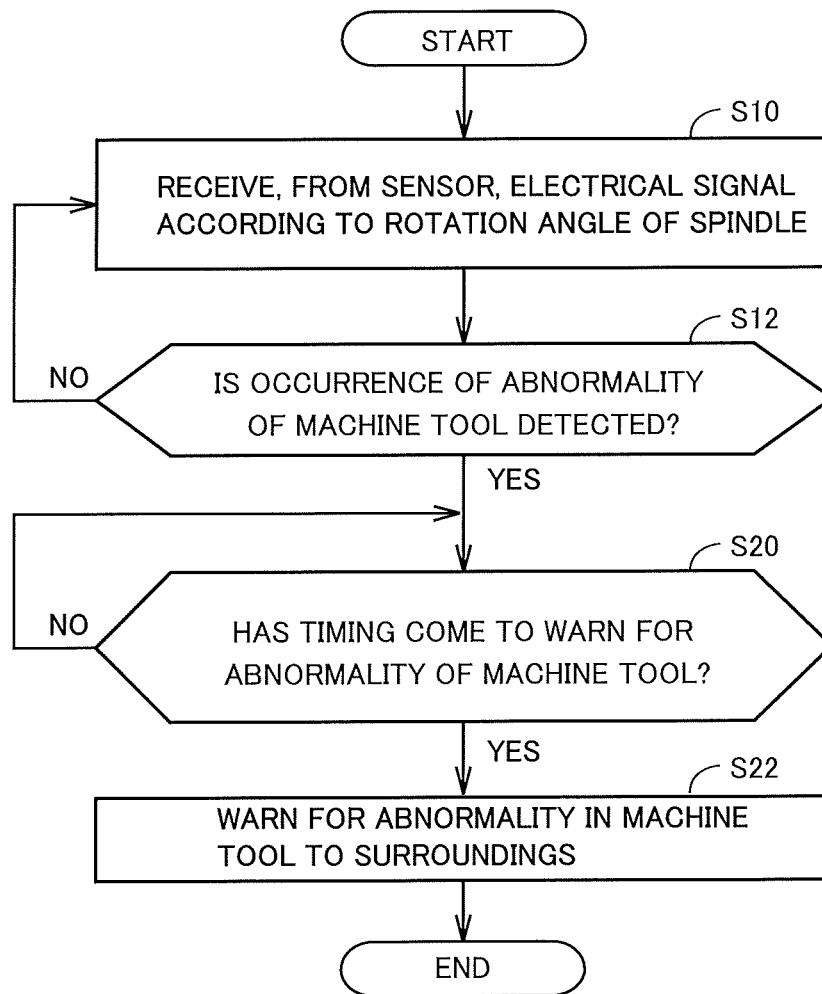 START
S10
RECEIVE, FROM SENSOR, ELECTRICAL SIGNAL
ACCORDING TO ROTATION ANGLE OF SPINDLE
S12
NO
IS OCCURRENCE OF ABNORMALITY
OF MACHINE TOOL DETECTED?
YES
S20
NO
HAS TIMING COME TO WARN FOR
ABNORMALITY OF MACHINE TOOL?
YES
S22
WARN FOR ABNORMALITY IN MACHINE
TOOL TO SURROUNDINGS
END